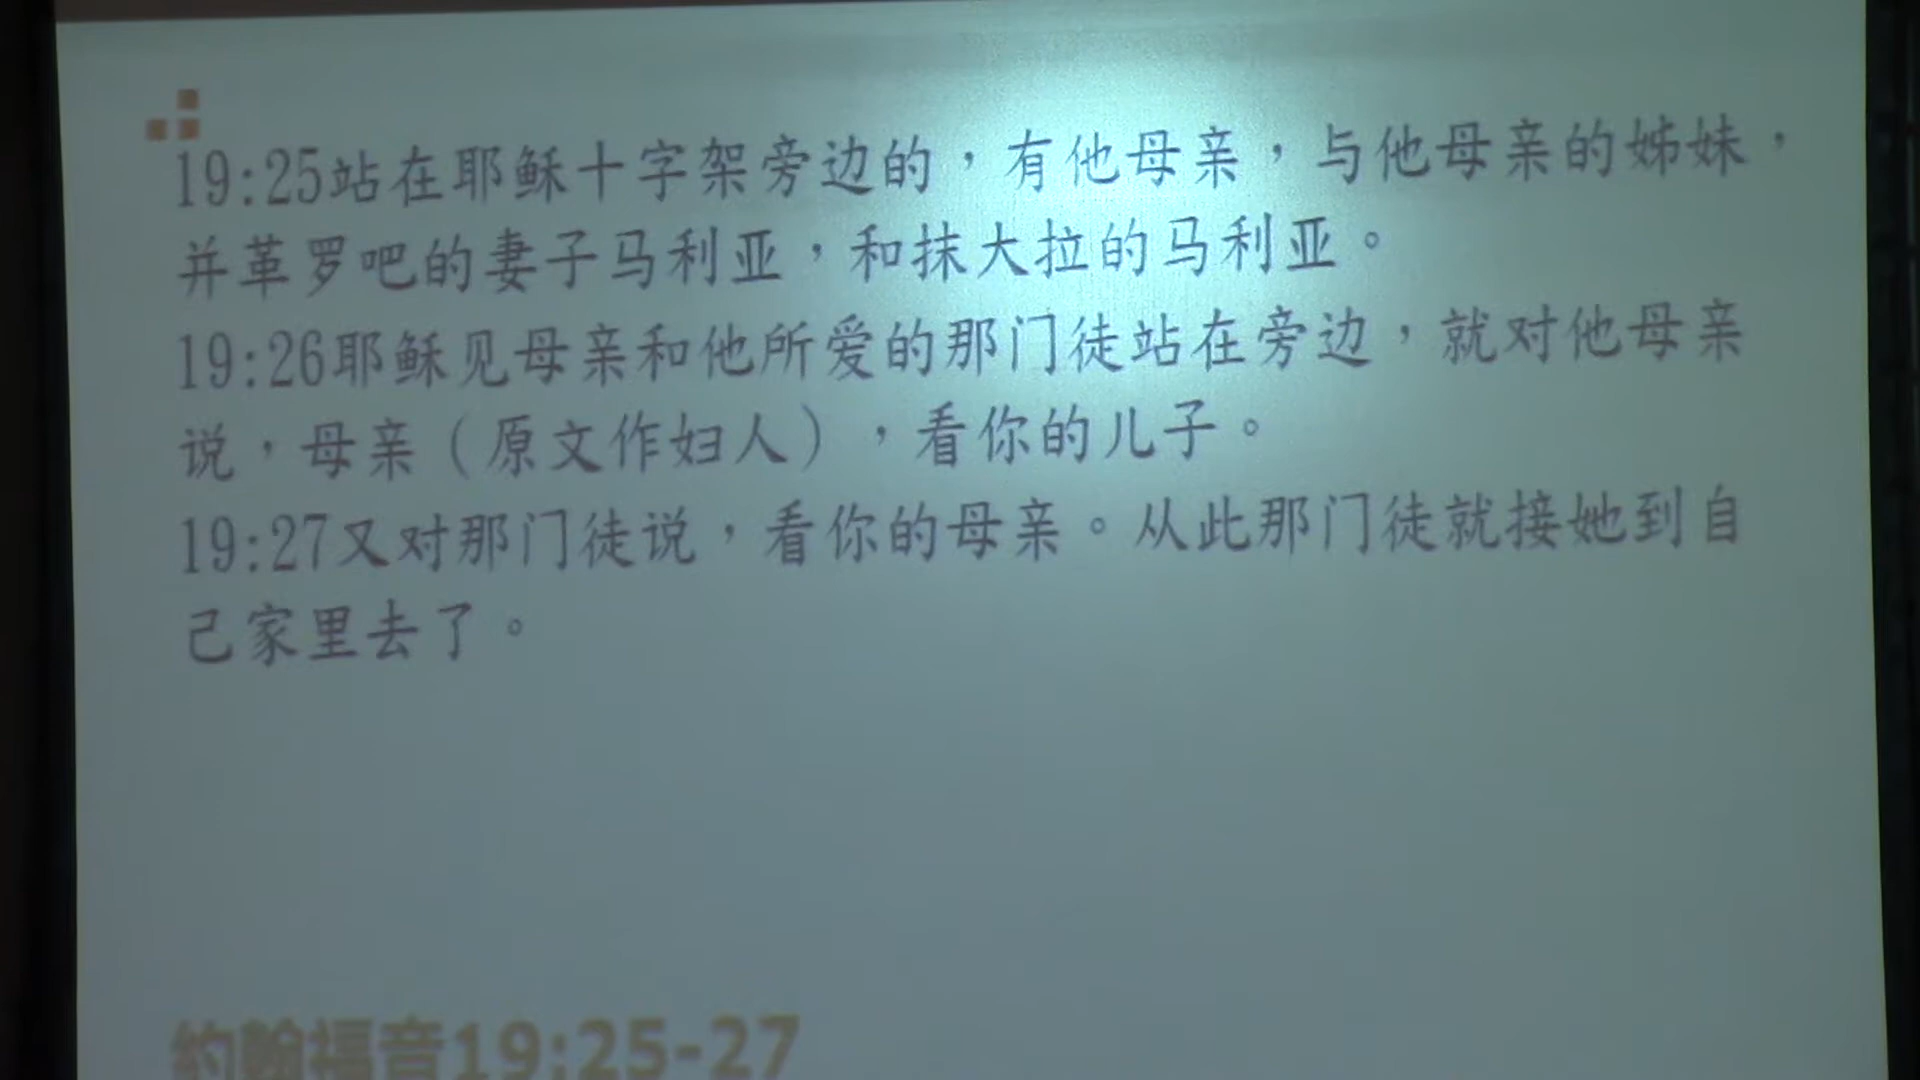 19:25站在耶稣十字架旁边的，有他母亲，与他母亲的姊妹，
并革罗吧的妻子马利亚，和抹大拉的马利亚。
19:26耶稣见母亲和他所爱的那门徒站在旁边，就对他母亲
说，母亲（原文作妇人），看你的儿子。
19:27又对那门徒说，看你的母亲。从此那门徒就接她到自
己家里去了。
约翰福音19:25-27